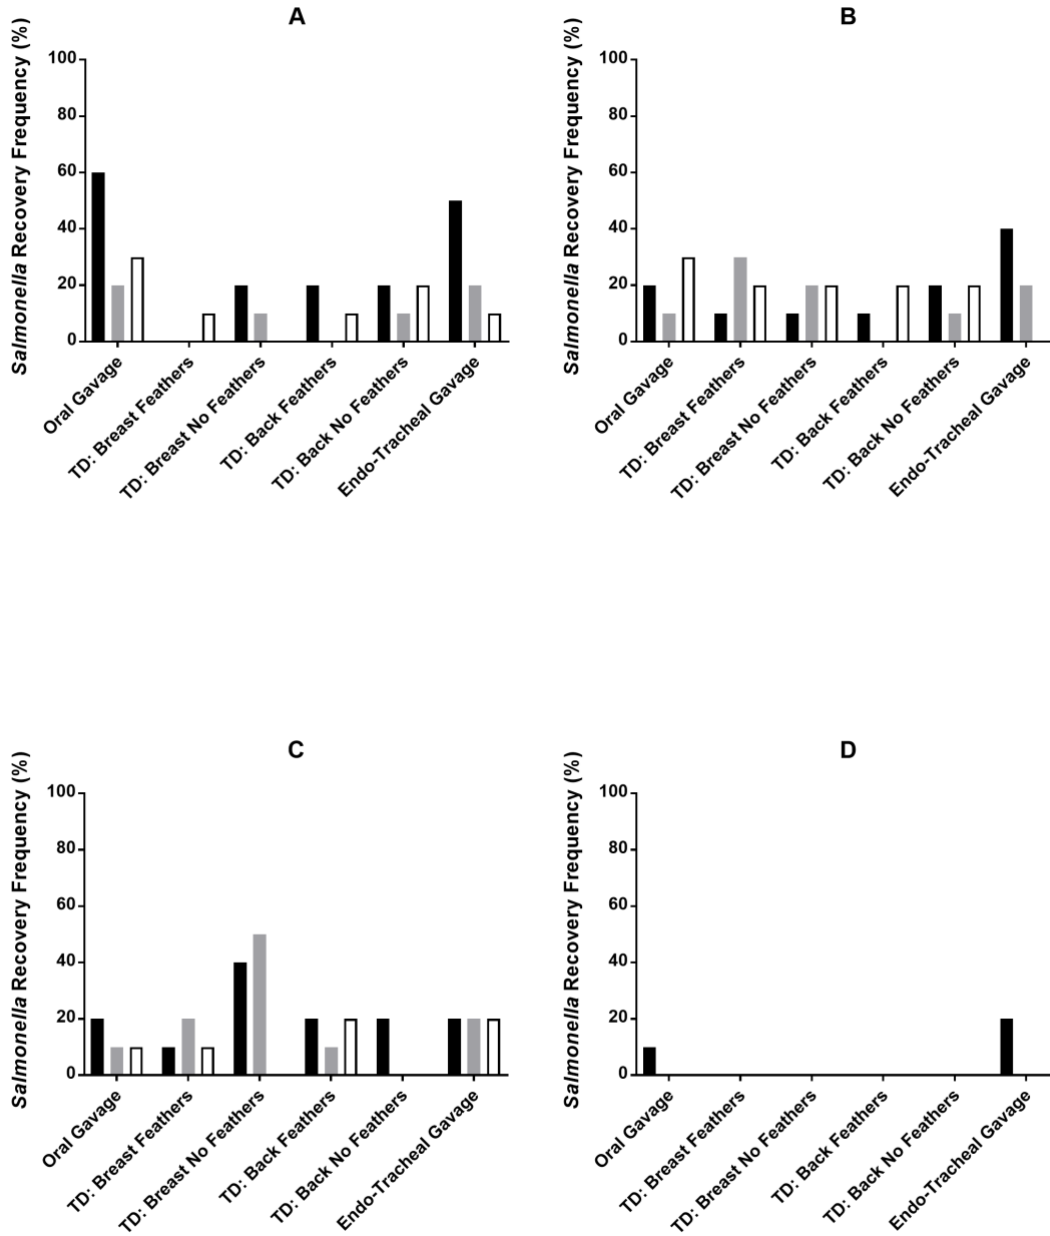 A
Salmonella Recovery Frequency (%)
100
80
60
40
20
0
Oral Gavage
TD: Breast Feathers
TD: Breast No Feathers
TD: Back Feathers
TD: Back No Feathers
Endo-Tracheal Gavage
B
Salmonella Recovery Frequency (%)
100
80
60
40
20
0
Oral Gavage
TD: Breast Feathers
TD: Breast No Feathers
TD: Back Feathers
TD: Back No Feathers
Endo-Tracheal Gavage
C
Salmonella Recovery Frequency (%)
100
80
60
40
20
0
Oral Gavage
TD: Breast Feathers
TD: Breast No Feathers
TD: Back Feathers
TD: Back No Feathers
Endo-Tracheal Gavage
D
Salmonella Recovery Frequency (%)
100
80
60
40
20
0
Oral Gavage
TD: Breast Feathers
TD: Breast No Feathers
TD: Back Feathers
TD: Back No Feathers
Endo-Tracheal Gavage